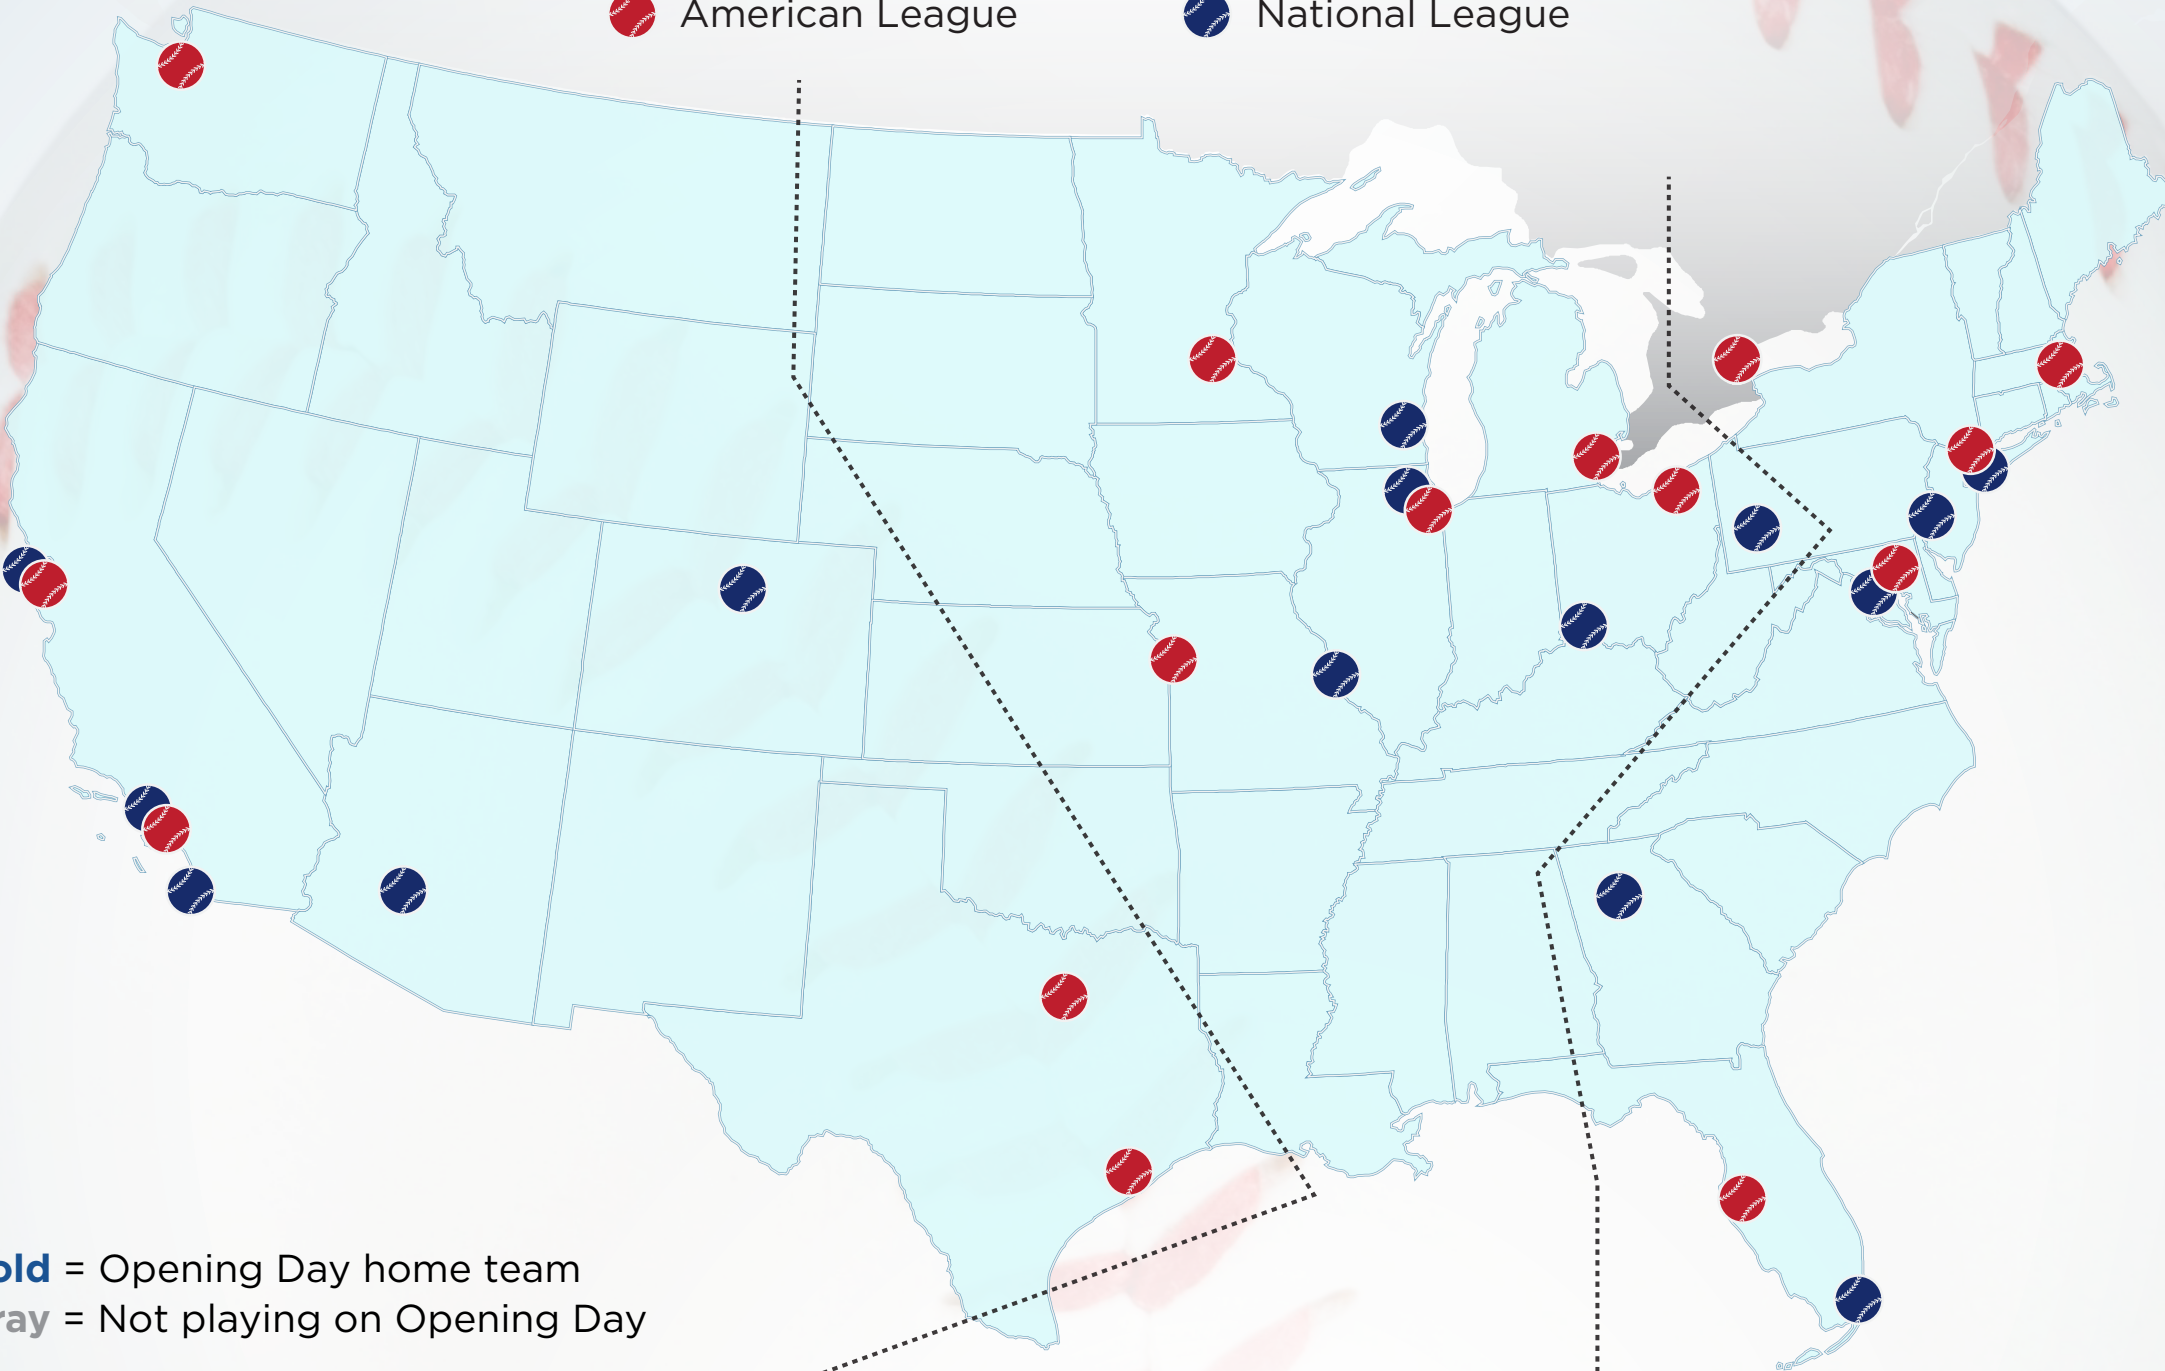 American League
National League
old = Opening Day home team
ray = Not playing on Opening Day